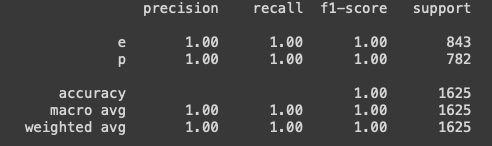 precision recall f1-score support
e 1.00 1.00 1.00 843
p 1.00 1.00 1.00 782
accuracy 1.00 1625
macro avg 1.00 1.00 1.00 1625
weighted avg 1.00 1.00 1.00 1625